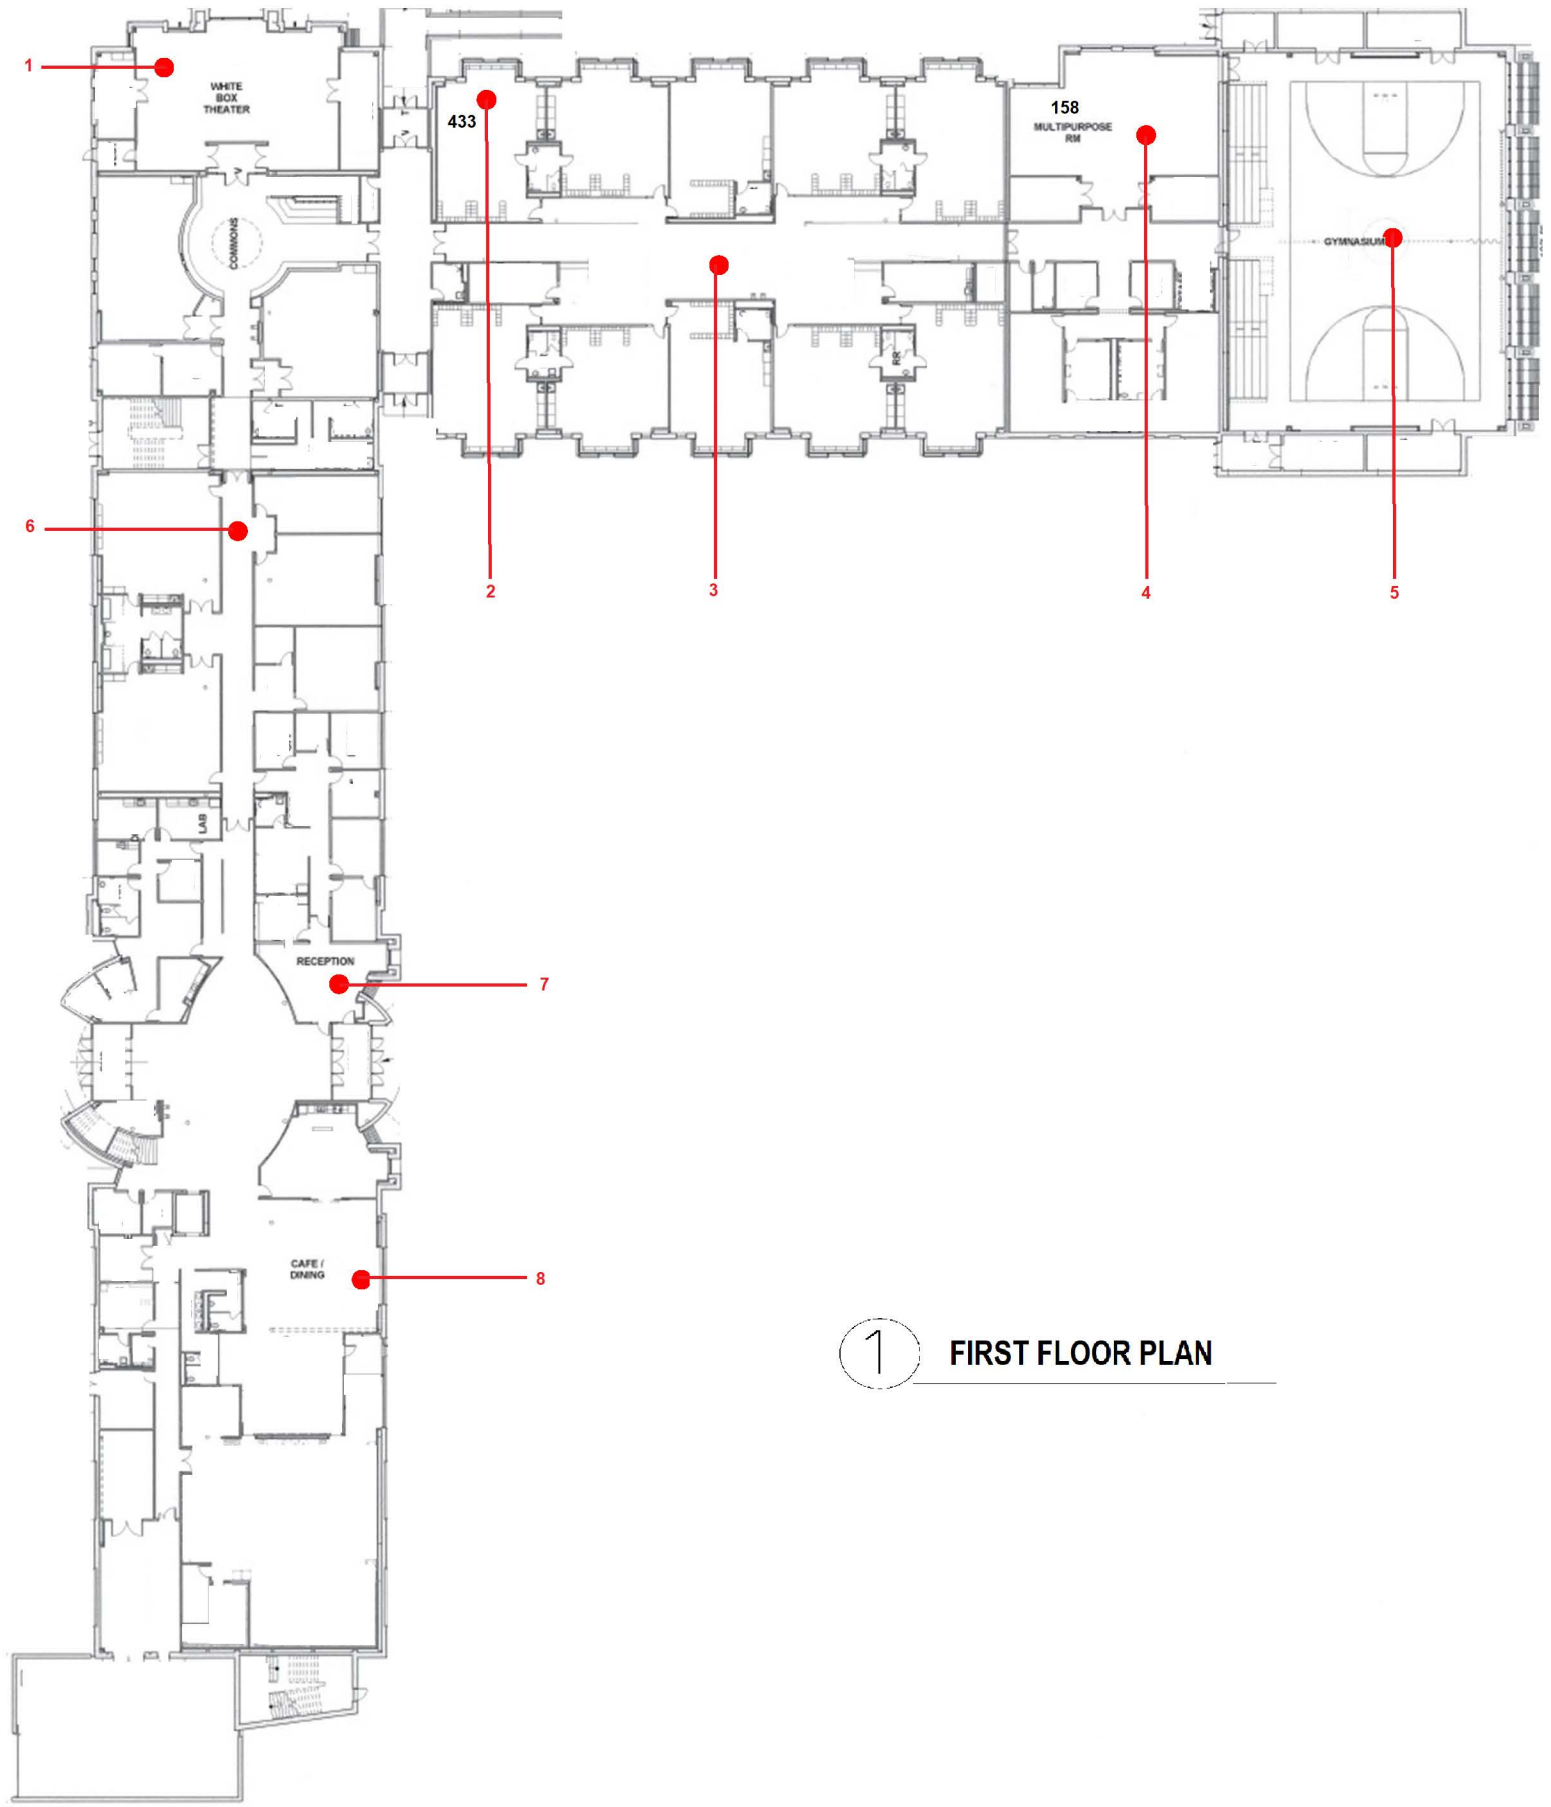 1
WHITE
BOX
THEATER
433
158
MULTIPURPOSE
RM
GYMNASIUM
COMMONS
RR
6
2
3
4
5
LAB
RECEPTION
7
CAFE /
DINING
8
1
FIRST FLOOR PLAN